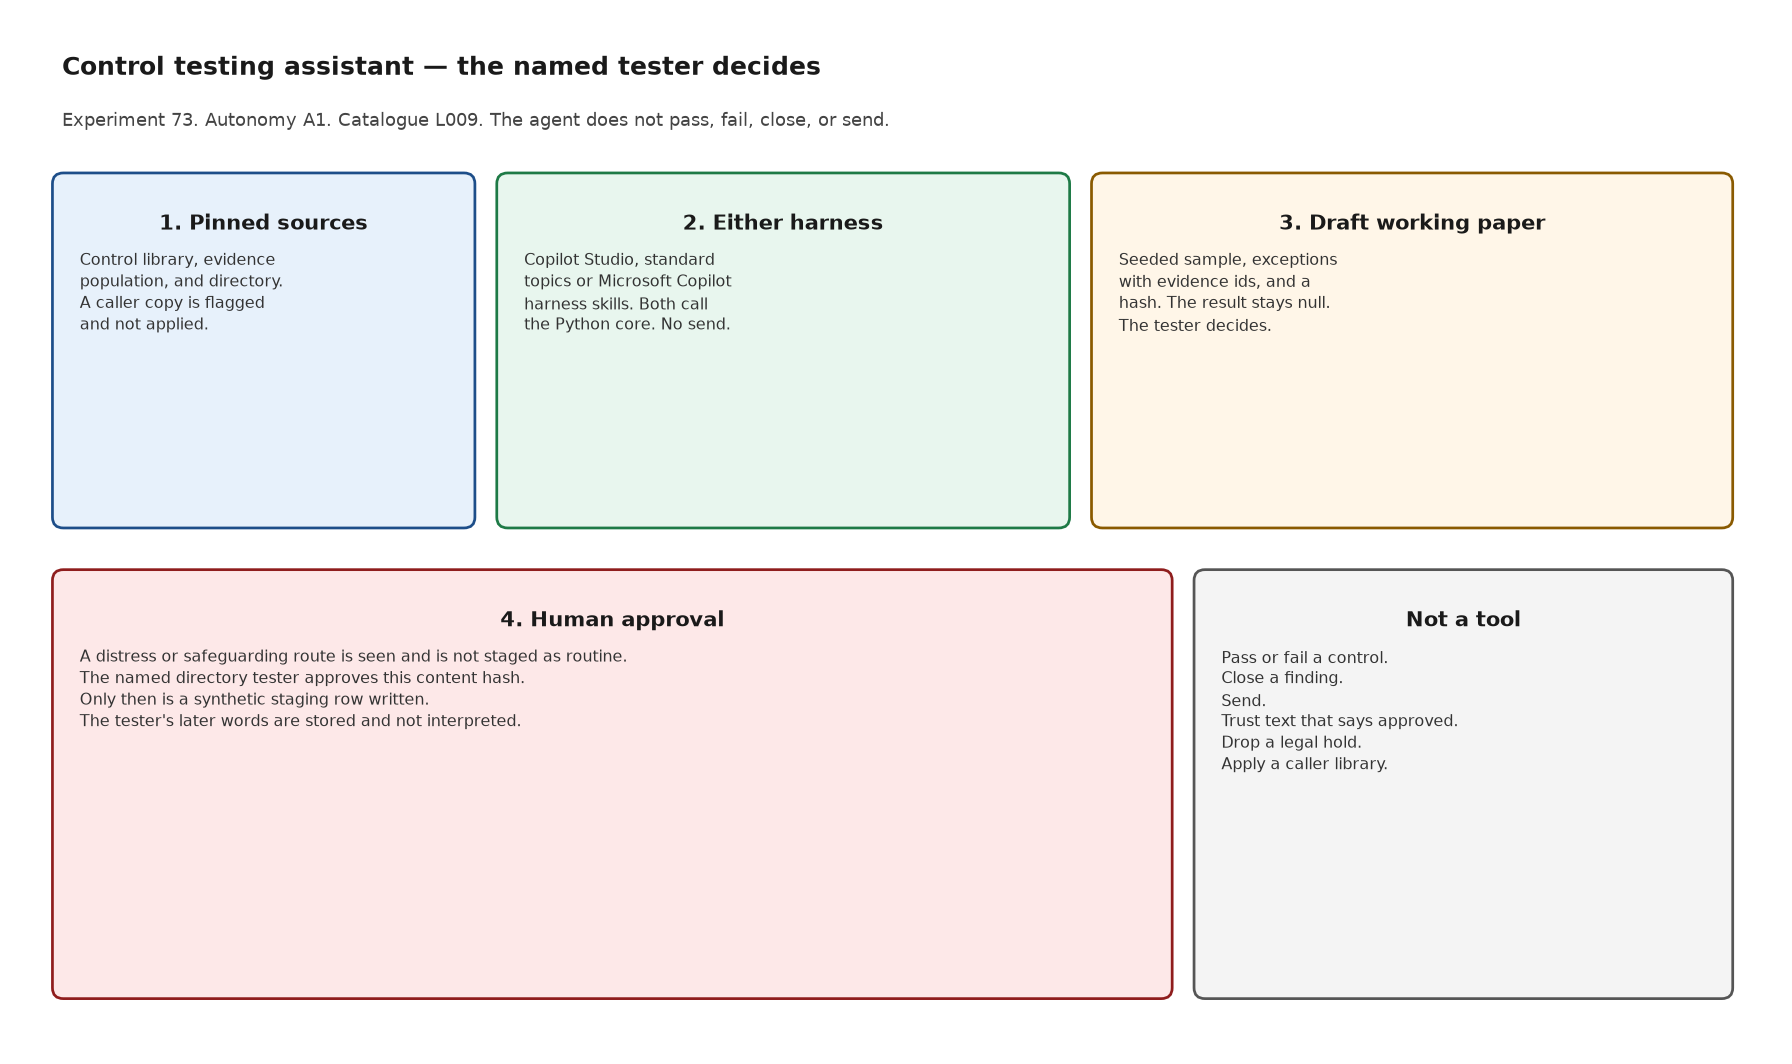 Control testing assistant — the named tester decides
Experiment 73. Autonomy A1. Catalogue L009. The agent does not pass, fail, close, or send.
1. Pinned sources
Control library, evidence
population, and directory.
A caller copy is flagged
and not applied.
2. Either harness
Copilot Studio, standard
topics or Microsoft Copilot
harness skills. Both call
the Python core. No send.
3. Draft working paper
Seeded sample, exceptions
with evidence ids, and a
hash. The result stays null.
The tester decides.
4. Human approval
A distress or safeguarding route is seen and is not staged as routine.
The named directory tester approves this content hash.
Only then is a synthetic staging row written.
The tester's later words are stored and not interpreted.
Not a tool
Pass or fail a control.
Close a finding.
Send.
Trust text that says approved.
Drop a legal hold.
Apply a caller library.